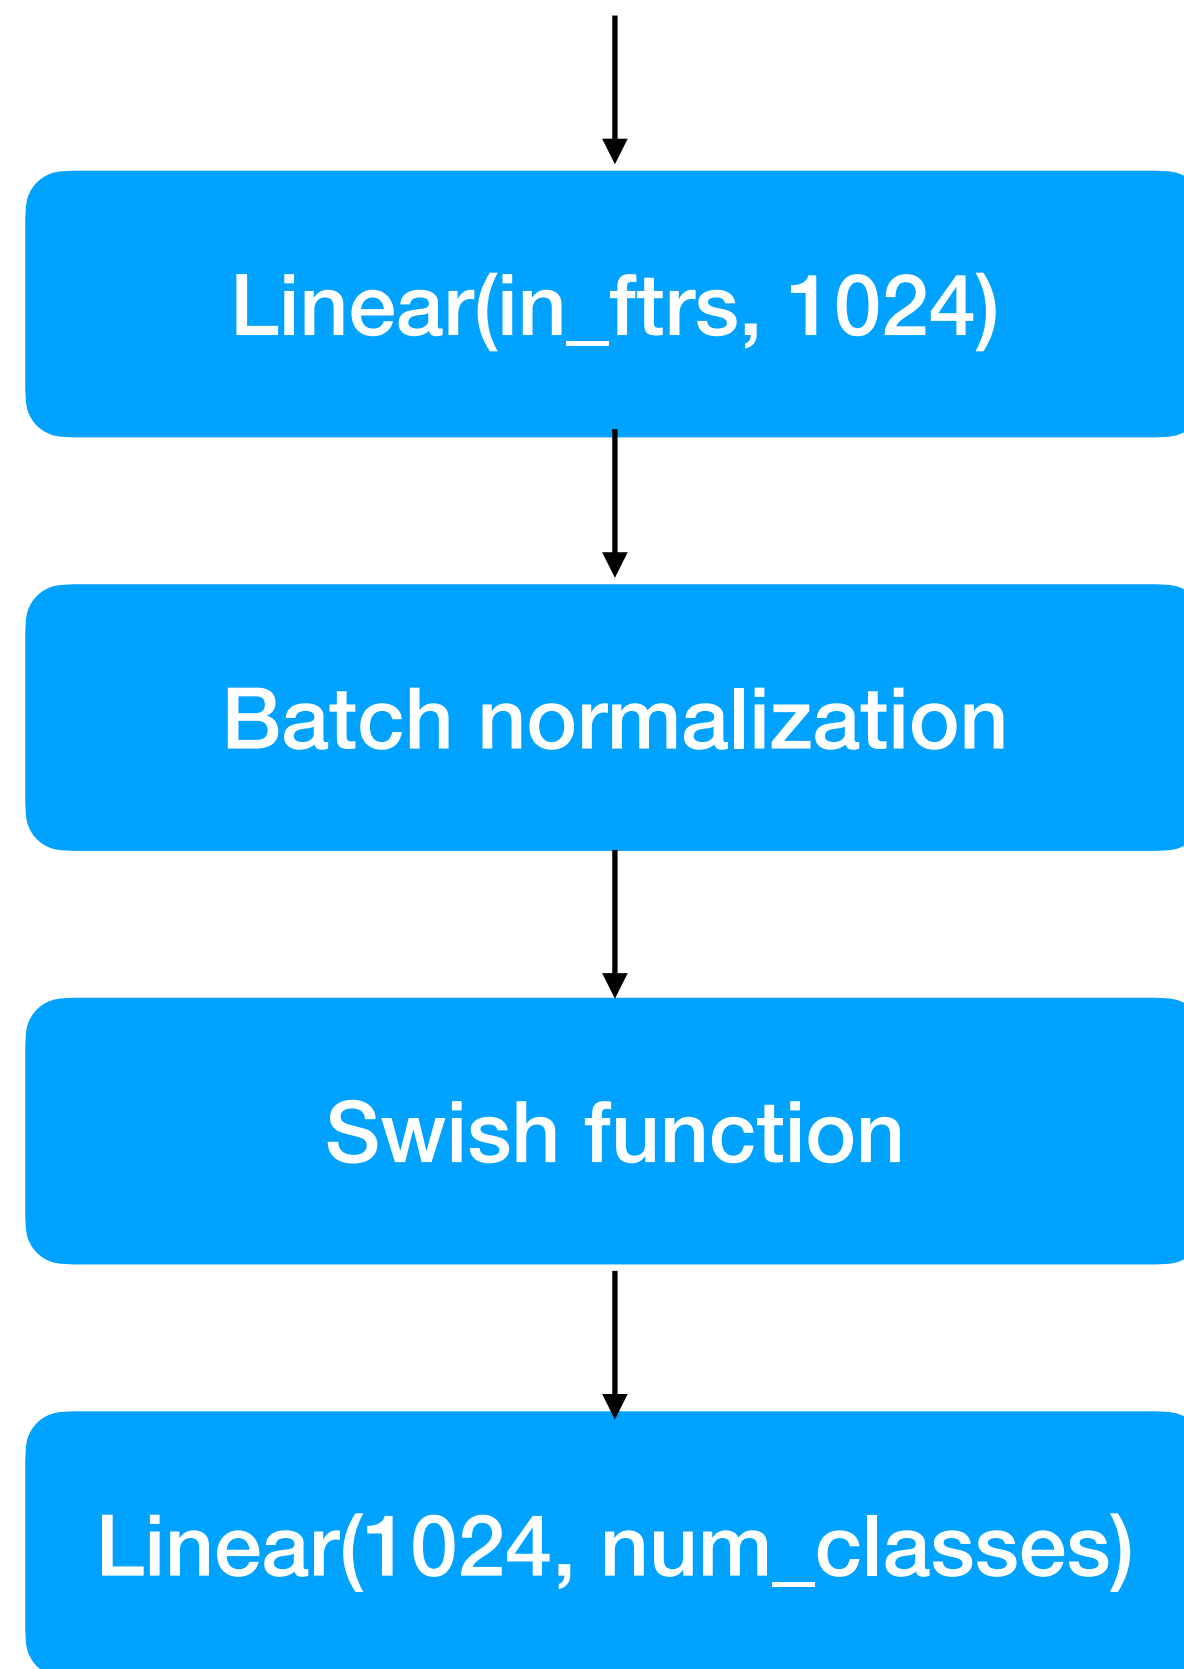 Linear(in_ftrs, 1024)
Batch normalization
Swish function
Linear(1024, num_classes)